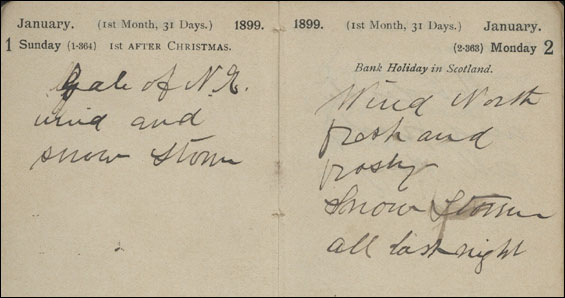 January. (1st Month, 31 Days.) 1899.
1 Sunday (1-364) 1st AFTER CHRISTMAS.
Gale of N.E.
wind and
snow Storm
1899. (1st Month, 31 Days.) January.
(2-363) Monday 2
Bank Holiday in Scotland.
Wind North
fresh and
frosty
Snow Storm
all last night